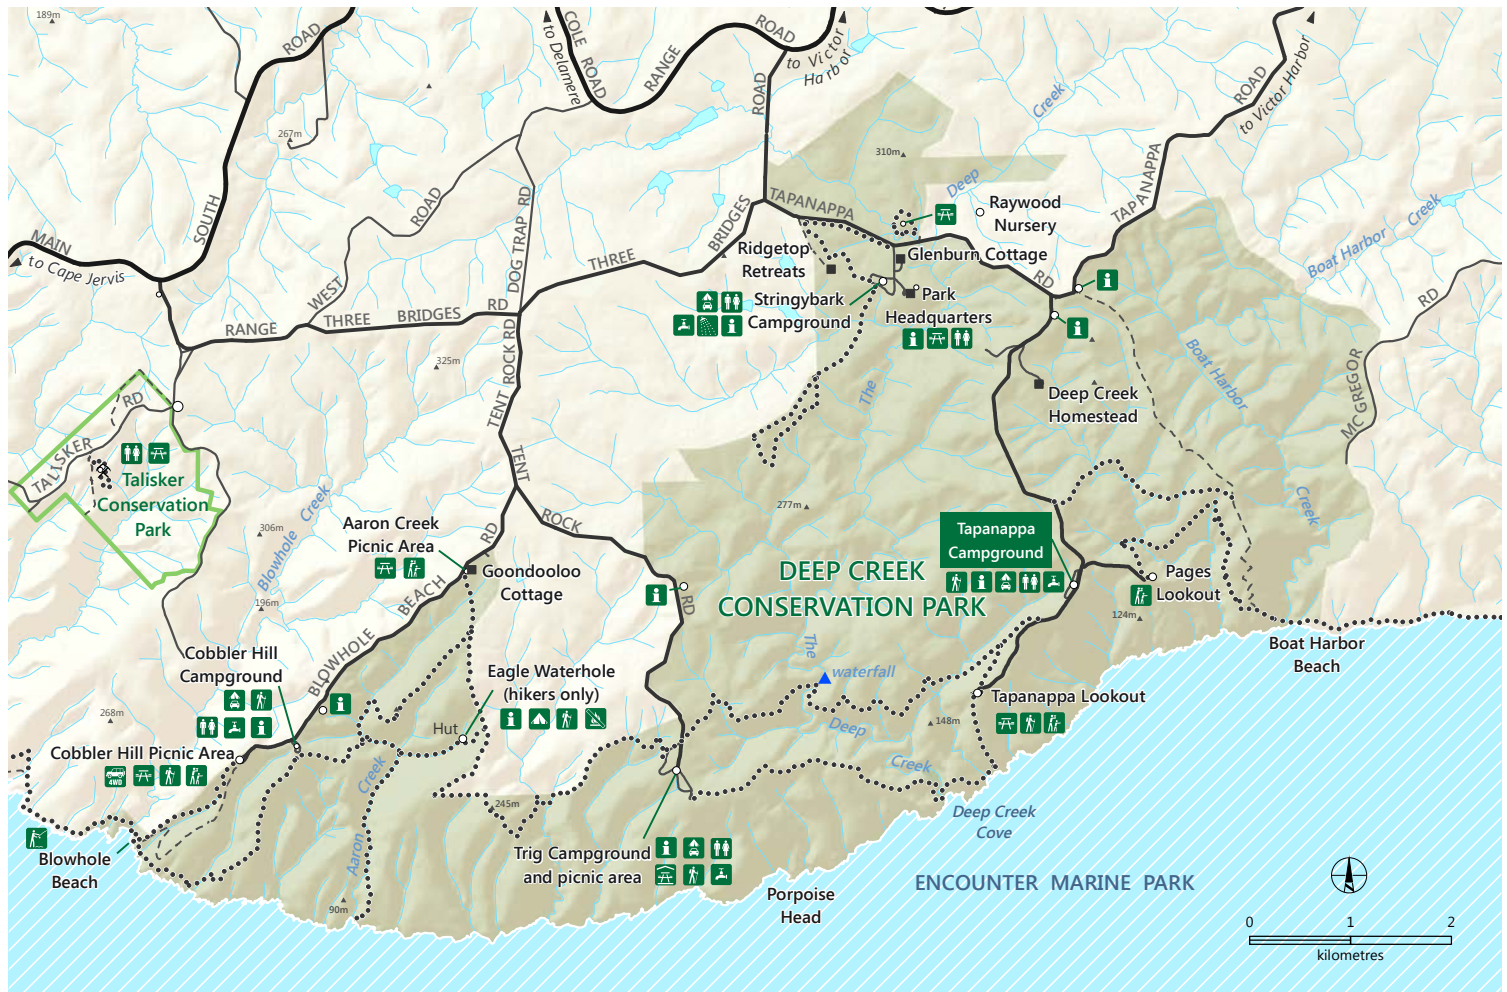 189m
ROAD
COLE
ROAD
to Delamere
RANGE
ROAD
to Victor
Harbor
ROAD
ROAD
to Victor Harbor
267m
310m
Creek
Deep
TAPANAPPA
SOUTH
ROAD
WEST
DOG TRAP RD
BRIDGES
TAPANAPPA
Raywood
Nursery
Boat Harbor Creek
MAIN
to Cape Jervis
THREE
Ridgetop
Retreats
Glenburn Cottage
RD
Stringybark
Campground
Park
Headquarters
RANGE
THREE
BRIDGES
RD
RD
325m
TENT ROCK RD
The
Boat Harbor
Creek
MC GREGOR
Deep Creek
Homestead
RD
TALISKER
Talisker
Conservation
Park
TENT
ROCK
RD
277m
306m
Blowhole Creek
196m
Aaron Creek
Picnic Area
RD
Goondooloo
Cottage
BEACH
BLOWHOLE
Tapanappa
Campground
DEEP CREEK
CONSERVATION PARK
Pages
Lookout
124m
Boat Harbor
Beach
The
waterfall
Deep
Creek
Cobbler Hill
Campground
Eagle Waterhole
(hikers only)
Hut
Tapanappa Lookout
148m
268m
Cobbler Hill Picnic Area
4WD
Creek
Aaron
245m
Deep Creek
Cove
Blowhole
Beach
Trig Campground
and picnic area
90m
Porpoise
Head
ENCOUNTER MARINE PARK
0 1 2
kilometres